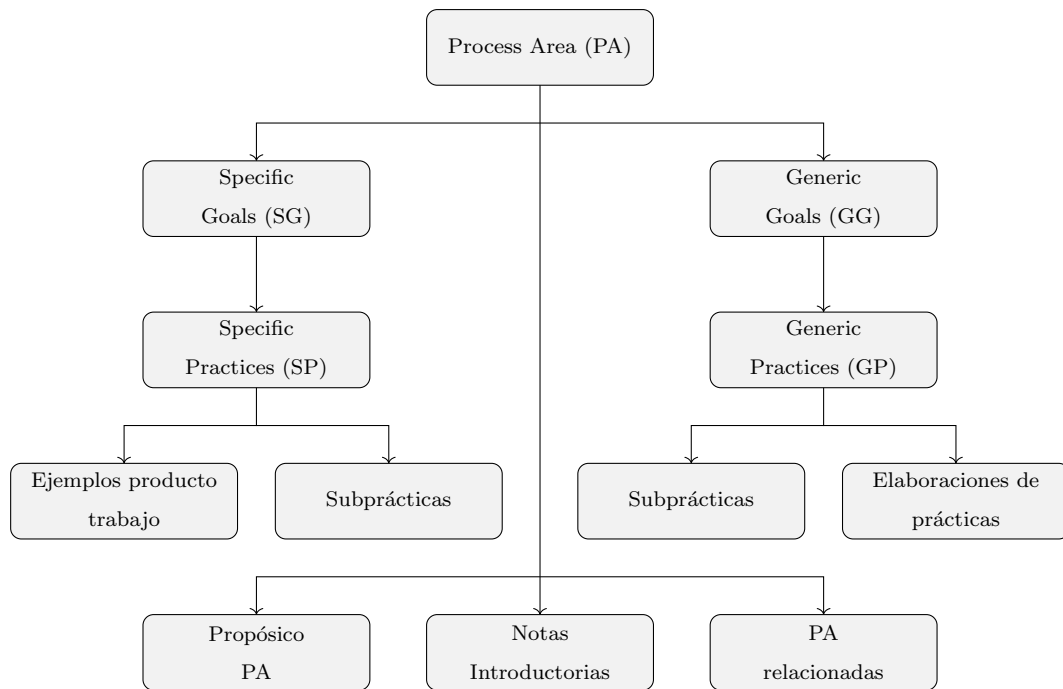 Process Area (PA)
Specific
Goals (SG)
Generic
Goals (GG)
Specific
Practices (SP)
Generic
Practices (GP)
Ejemplos producto
trabajo
Subprácticas
Subprácticas
Elaboraciones de
prácticas
Propósico
PA
Notas
Introductorias
PA
relacionadas